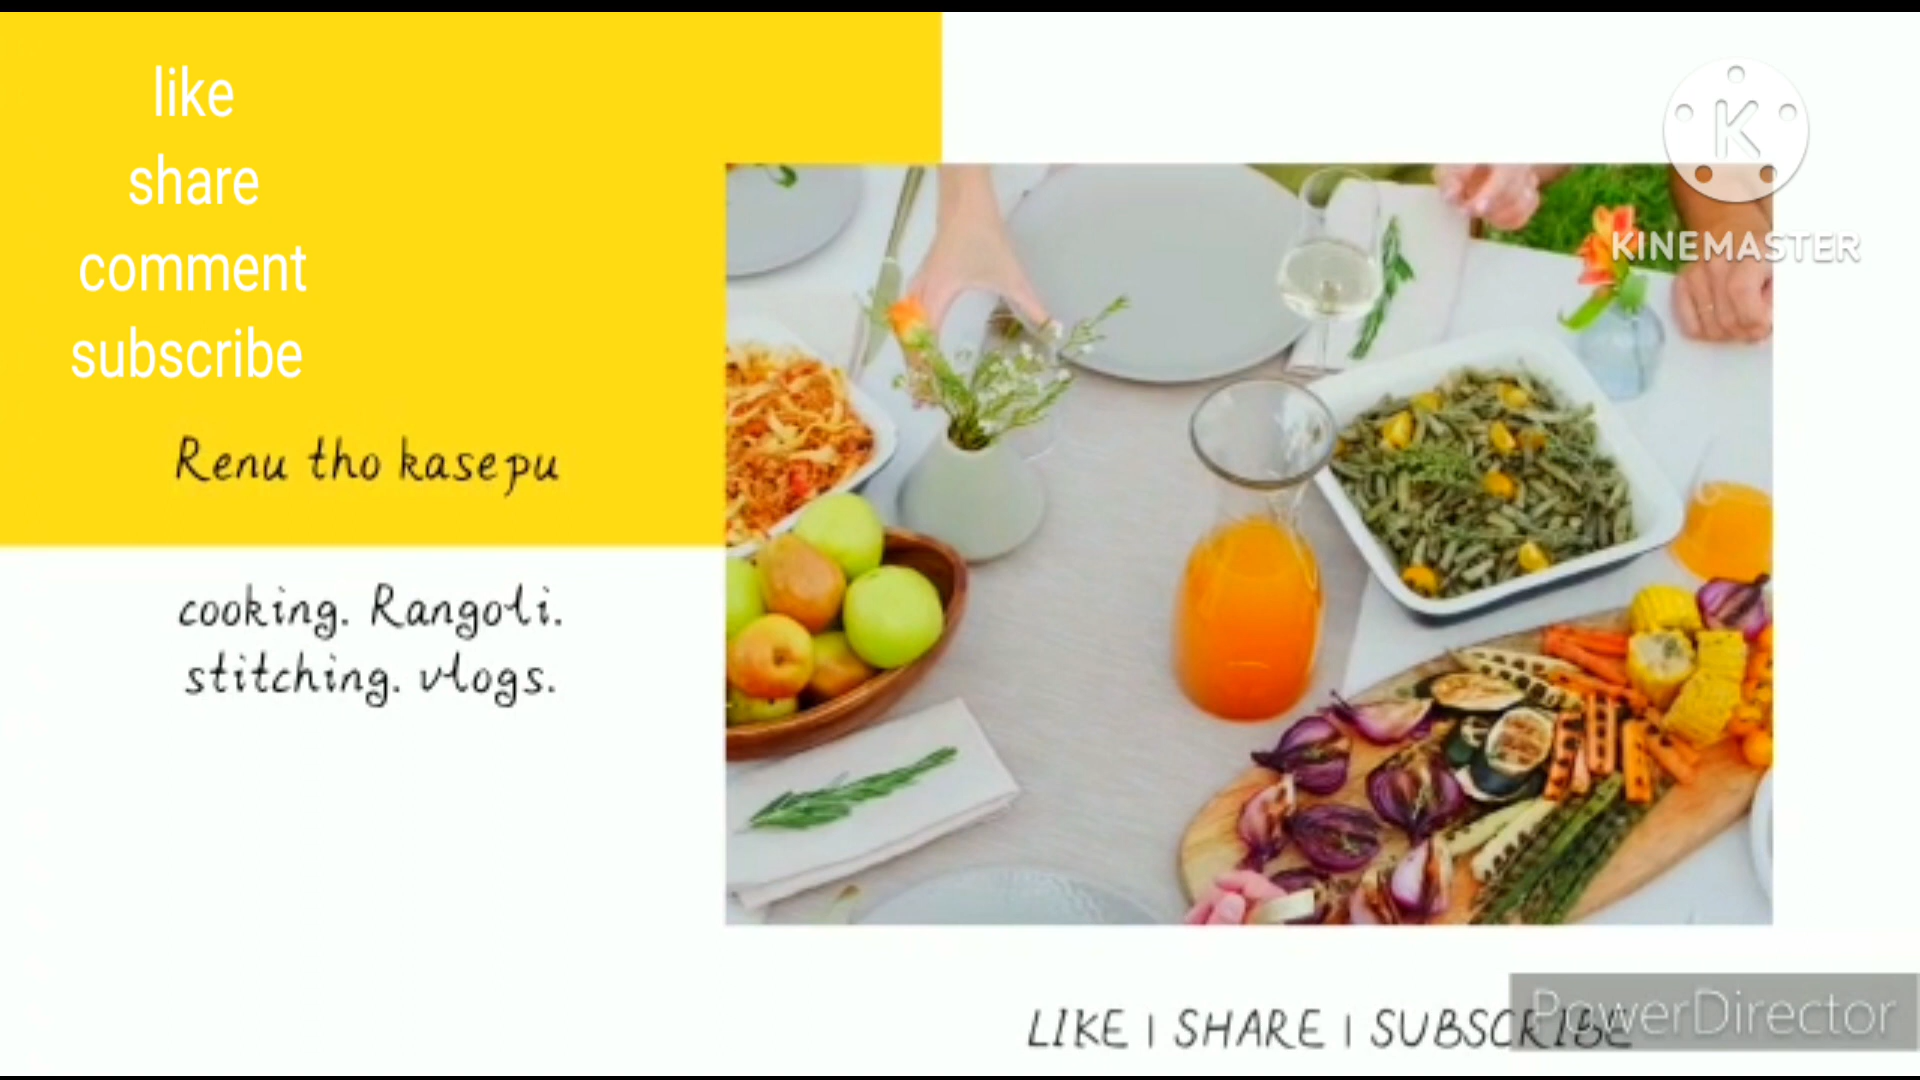 like
share
comment
subscribe
Renu tho kasepu
cooking. Rangoli.
stitching. vlogs.
K
KINEMASTER
LIKE | SHARE | SUBSCRIBE
PowerDirector